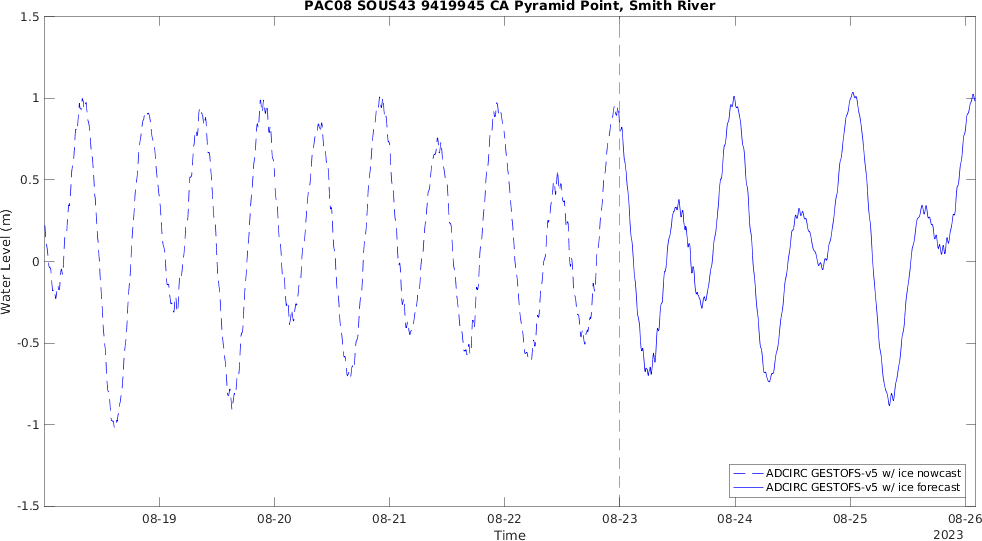 PAC08 SOUS43 9419945 CA Pyramid Point, Smith River
1.5
1
0.5
0
-0.5
-1
-1.5
Water Level (m)
08-19 08-20 08-21 08-22 08-23 08-24 08-25 08-26
2023
Time
ADCIRC GESTOFS-v5 w/ ice nowcast
ADCIRC GESTOFS-v5 w/ ice forecast